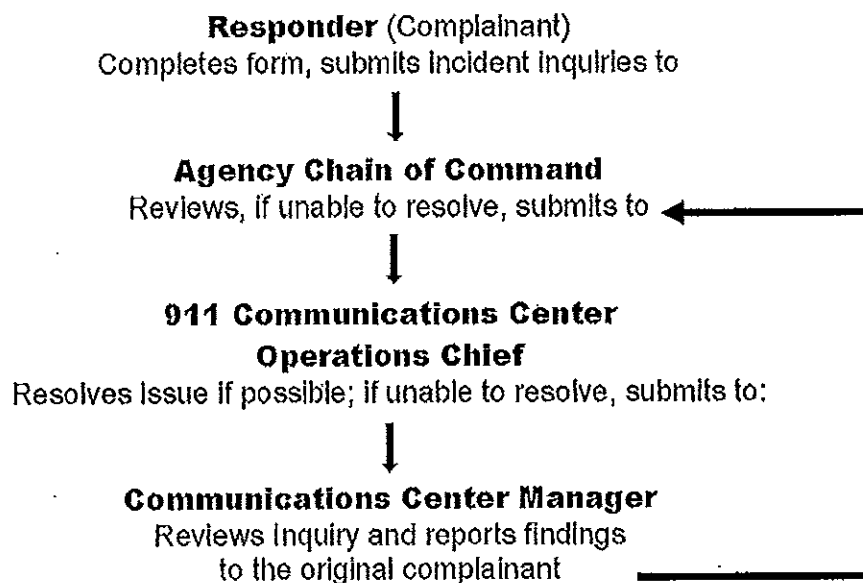 Responder (Complainant)
Completes form, submits incident inquiries to
Agency Chain of Command
Reviews, if unable to resolve, submits to
911 Communications Center
Operations Chief
Resolves issue if possible; if unable to resolve, submits to:
Communications Center Manager
Reviews Inquiry and reports findings
to the original complainant